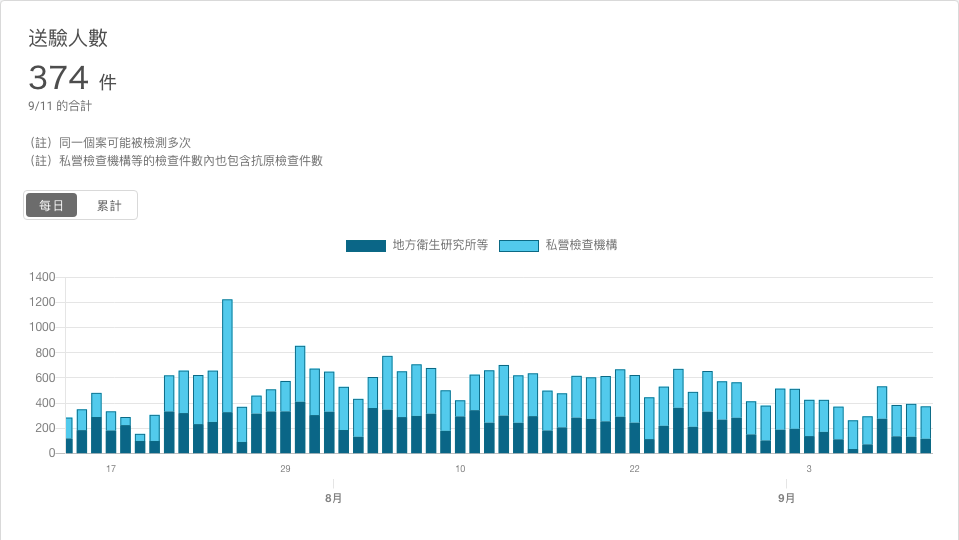 送驗人數
374 件
9/11 的合計
（註）同一個案可能被檢測多次
（註）私營檢查機構等的檢查件數內也包含抗原檢查件數
每日 累計
地方衛生研究所等 私營檢查機構
1400
1200
1000
800
600
400
200
0
17 29 10 22 3
8月 9月